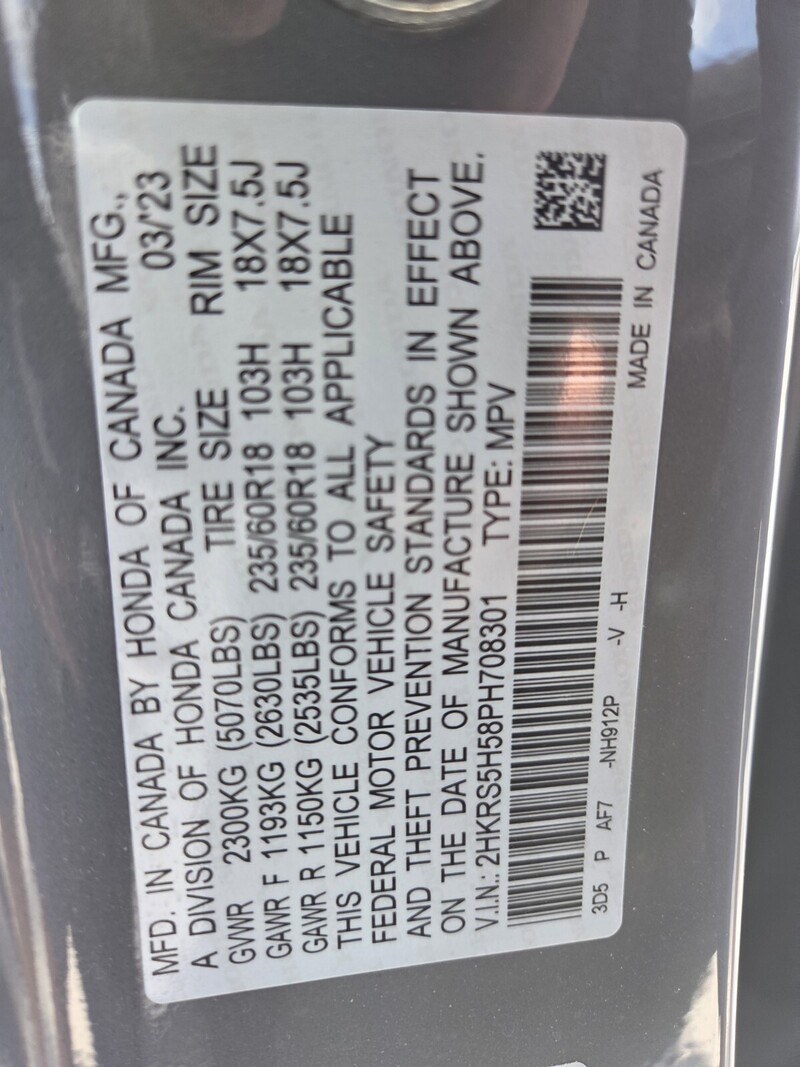 MFD. IN CANADA BY HONDA OF CANADA MFG.,
A DIVISION OF HONDA CANADA INC. 03/'23
GVWR 2300KG (5070LBS) TIRE SIZE RIM SIZE
GAWR F 1193KG (2630LBS) 235/60R18 103H 18X7.5J
GAWR R 1150KG (2535LBS) 235/60R18 103H 18X7.5J
THIS VEHICLE CONFORMS TO ALL APPLICABLE
FEDERAL MOTOR VEHICLE SAFETY
AND THEFT PREVENTION STANDARDS IN EFFECT
ON THE DATE OF MANUFACTURE SHOWN ABOVE.
V.I.N.: 2HKRS5H58PH708301 TYPE: MPV
3D5 P AF7 -NH912P -V -H MADE IN CANADA